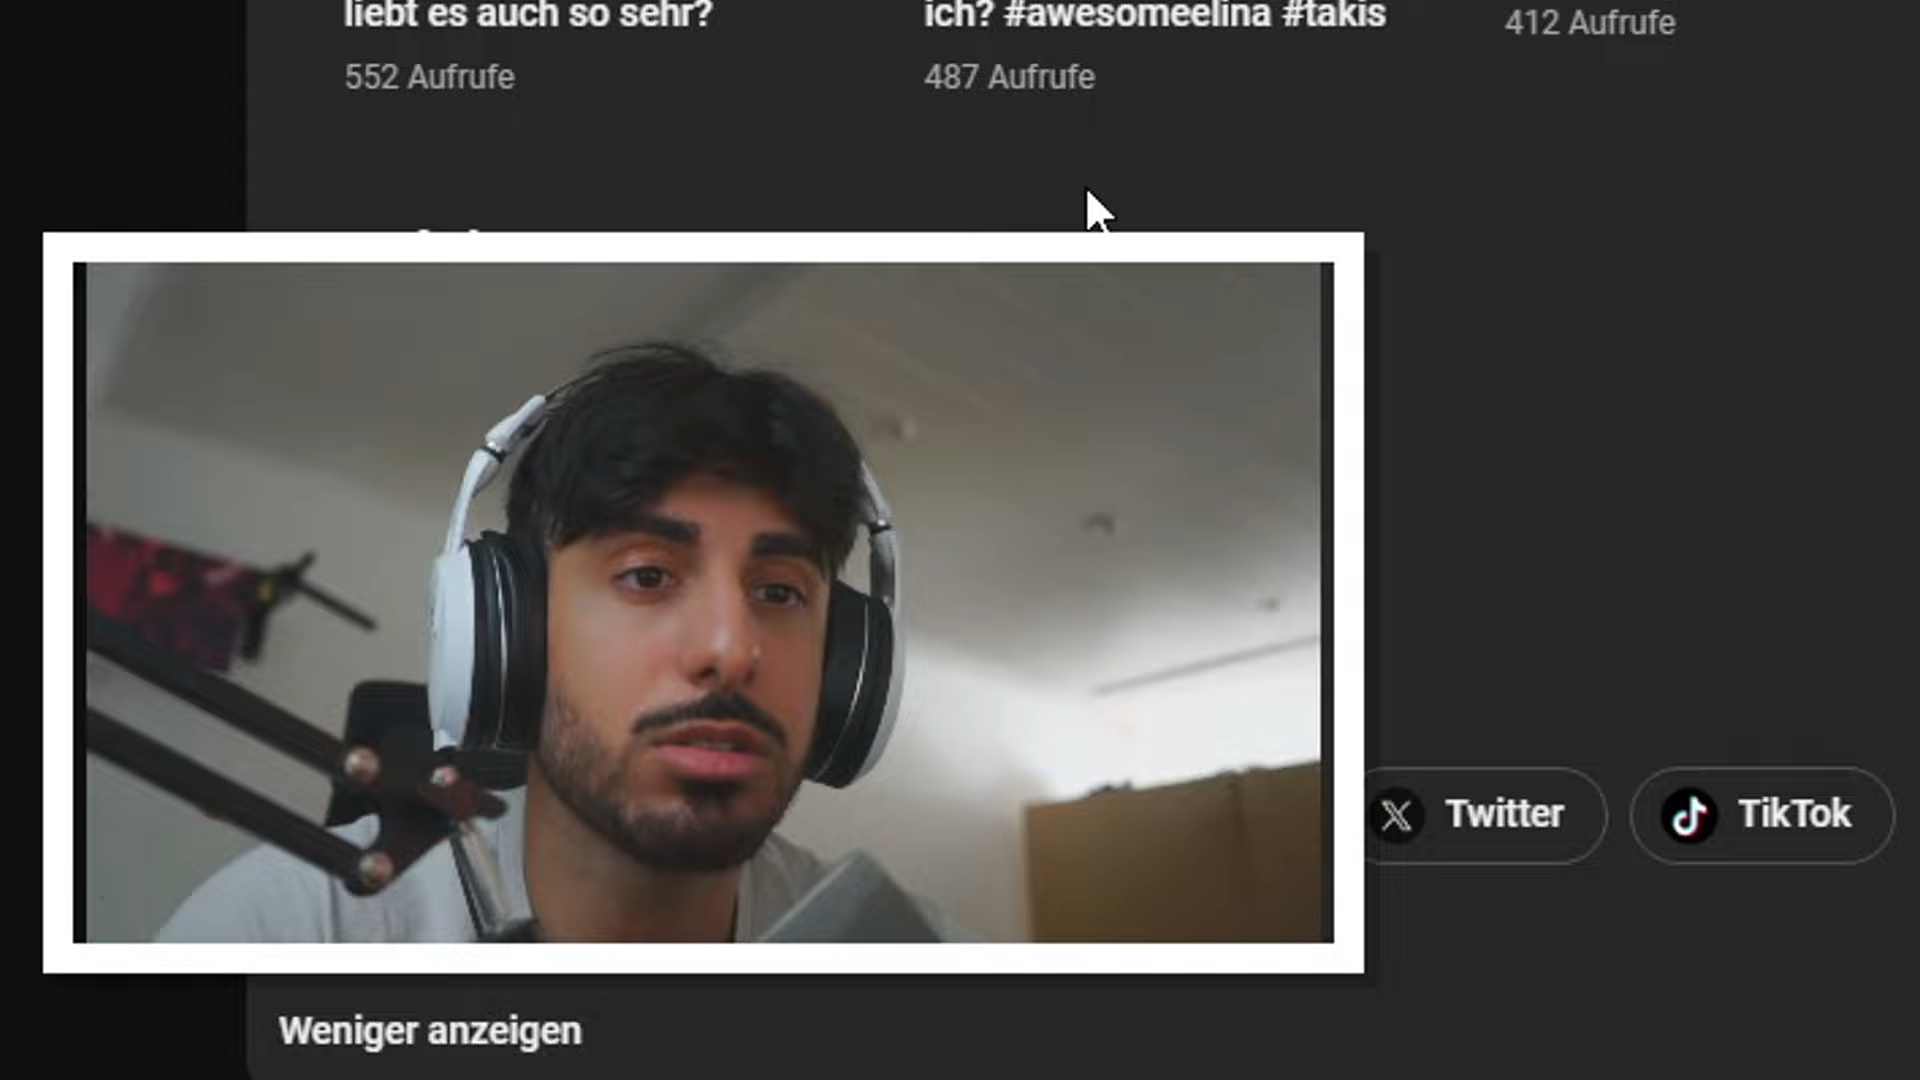 liebt es auch so sehr?
552 Aufrufe
ich? #awesomeelina #takis
487 Aufrufe
412 Aufrufe
Twitter
TikTok
Weniger anzeigen